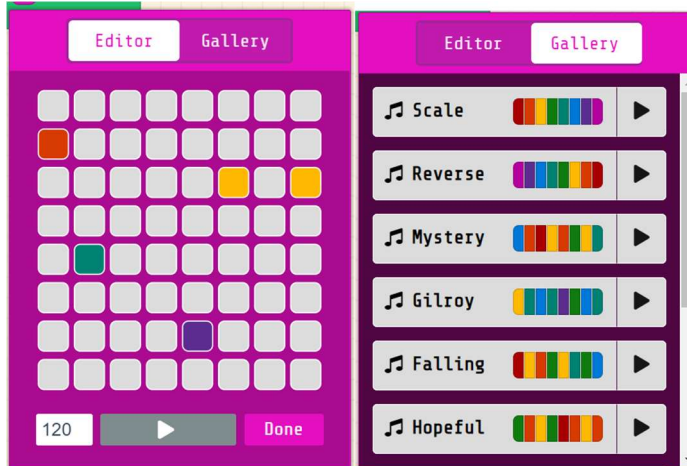 Editor Gallery
120
Done
Editor Gallery
Scale
Reverse
Mystery
Gilroy
Falling
Hopeful